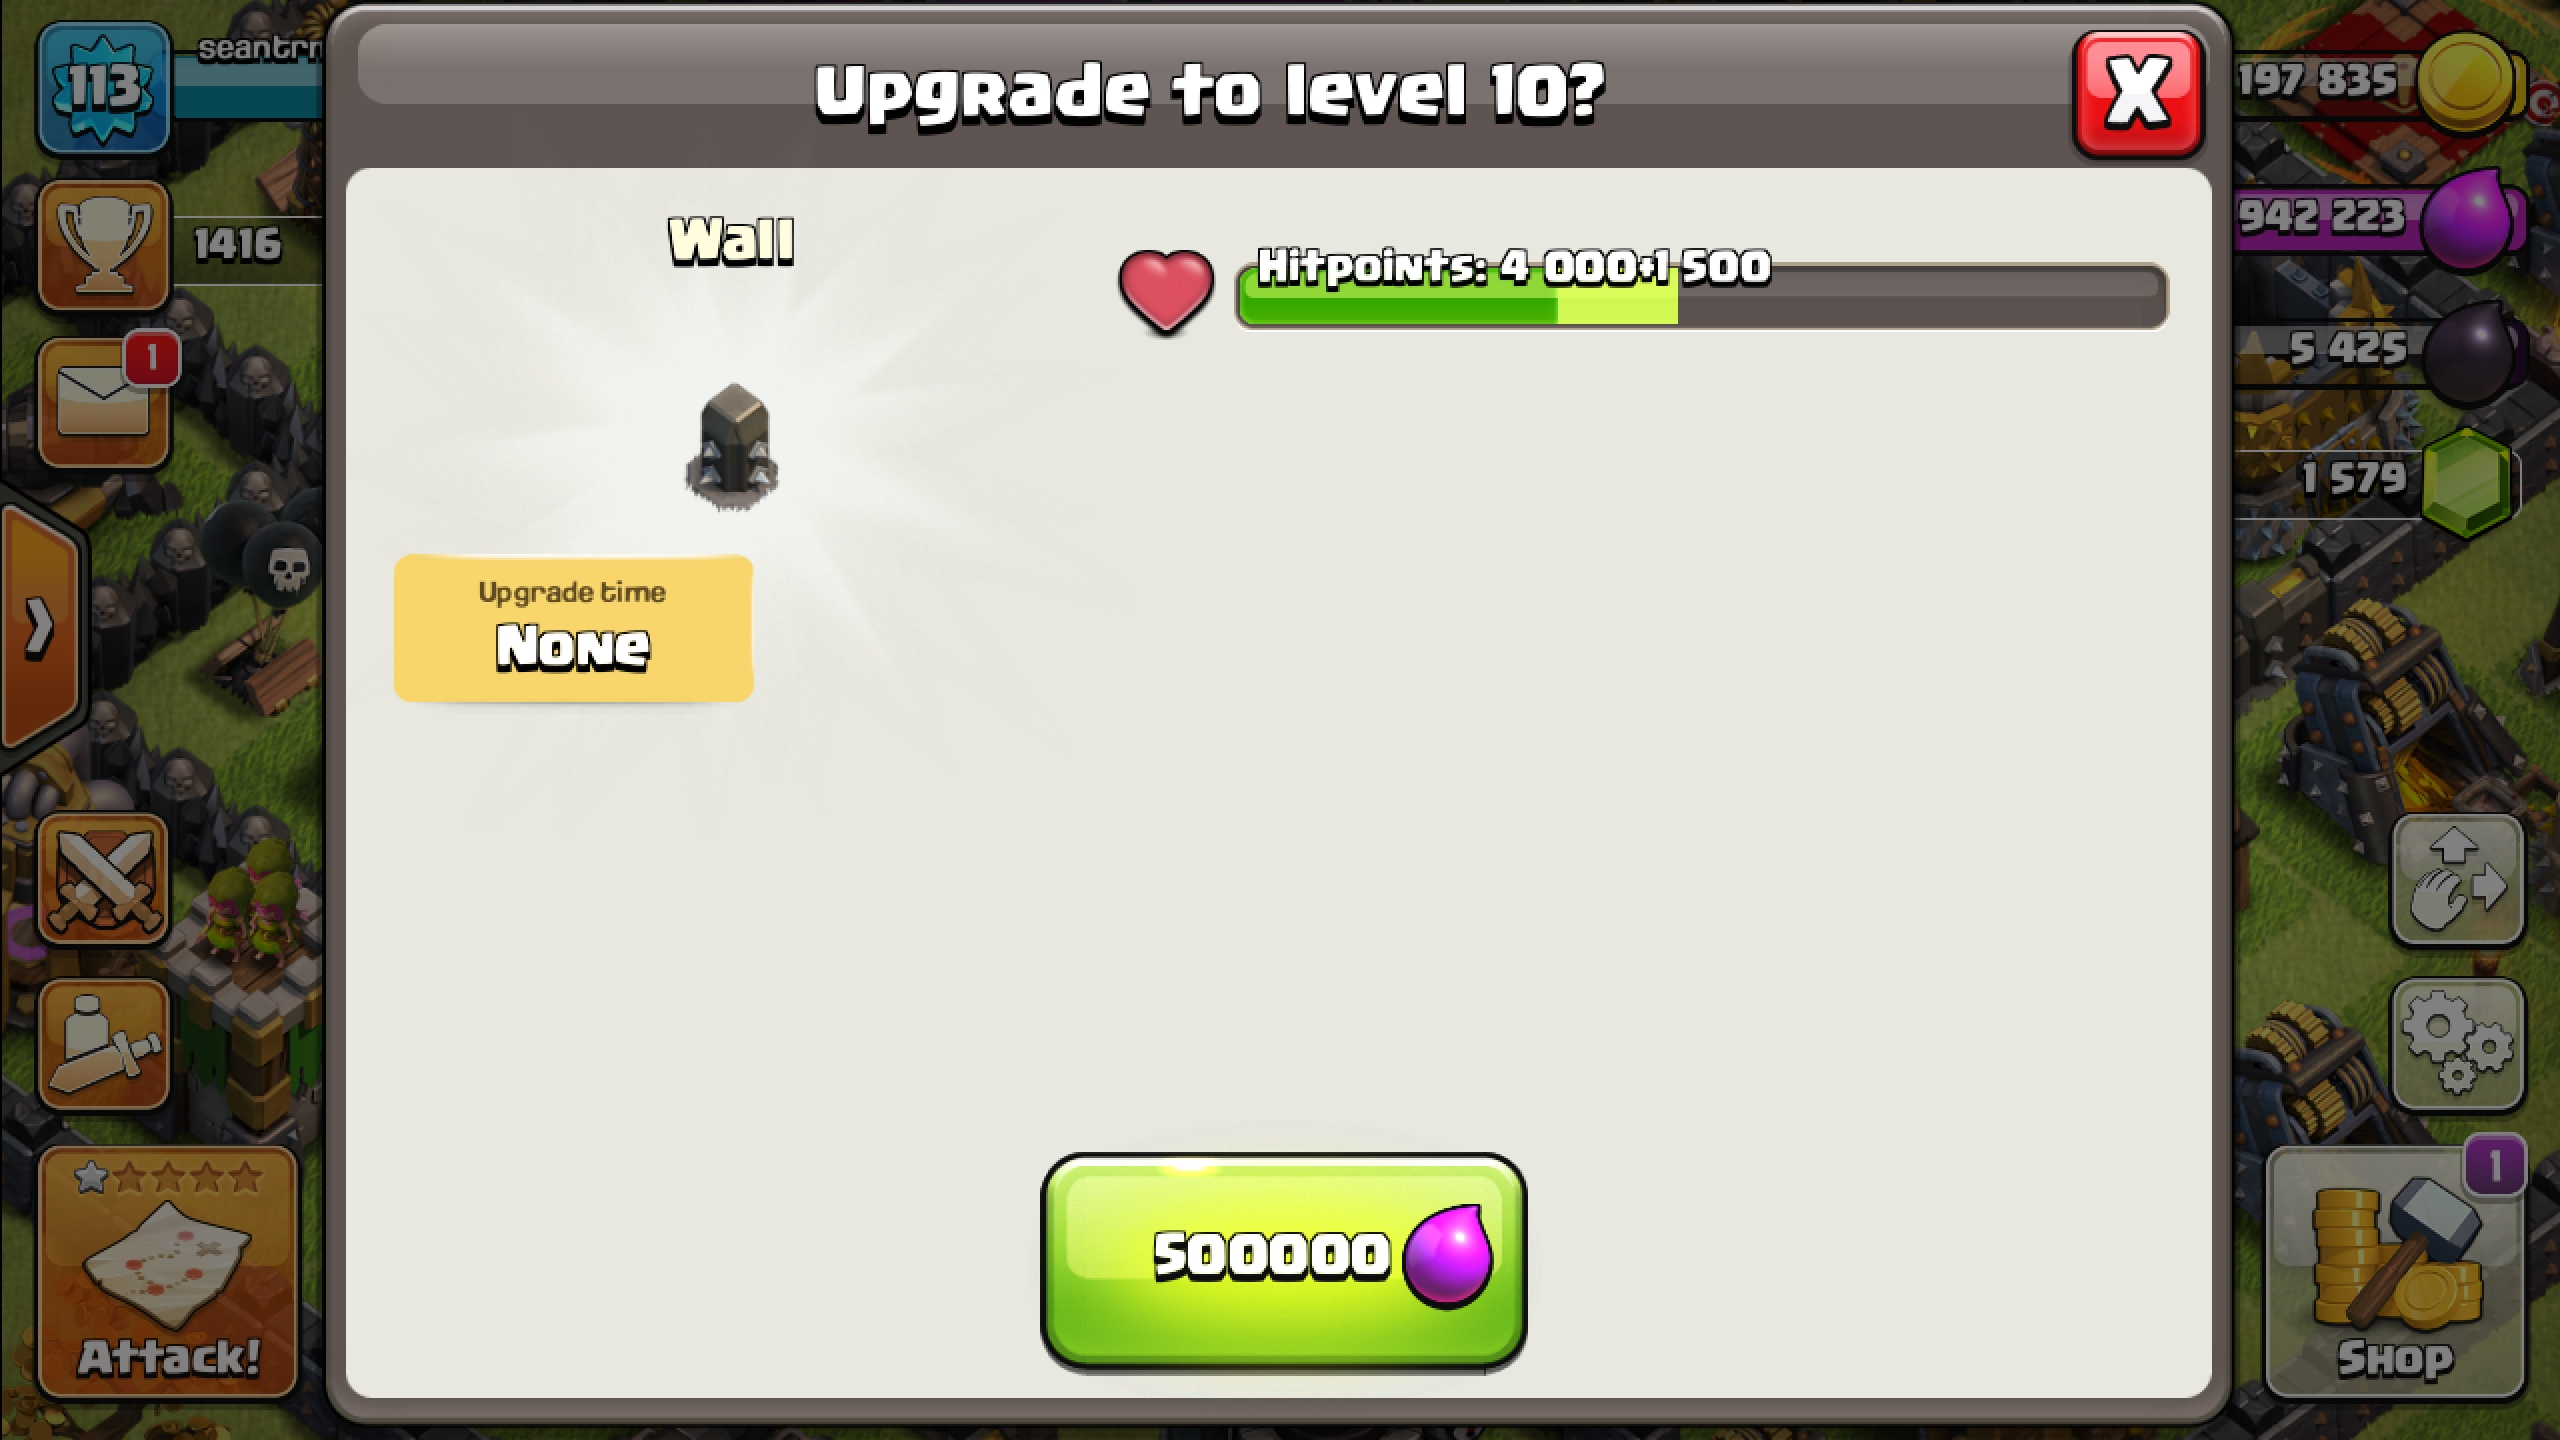 Upgrade to level 10?
X
113
197 835
Wall
942 223
1416
Hitpoints: 4 000+1 500
1
5 425
1 579
Upgrade time
None
1
500000
Attack!
Shop